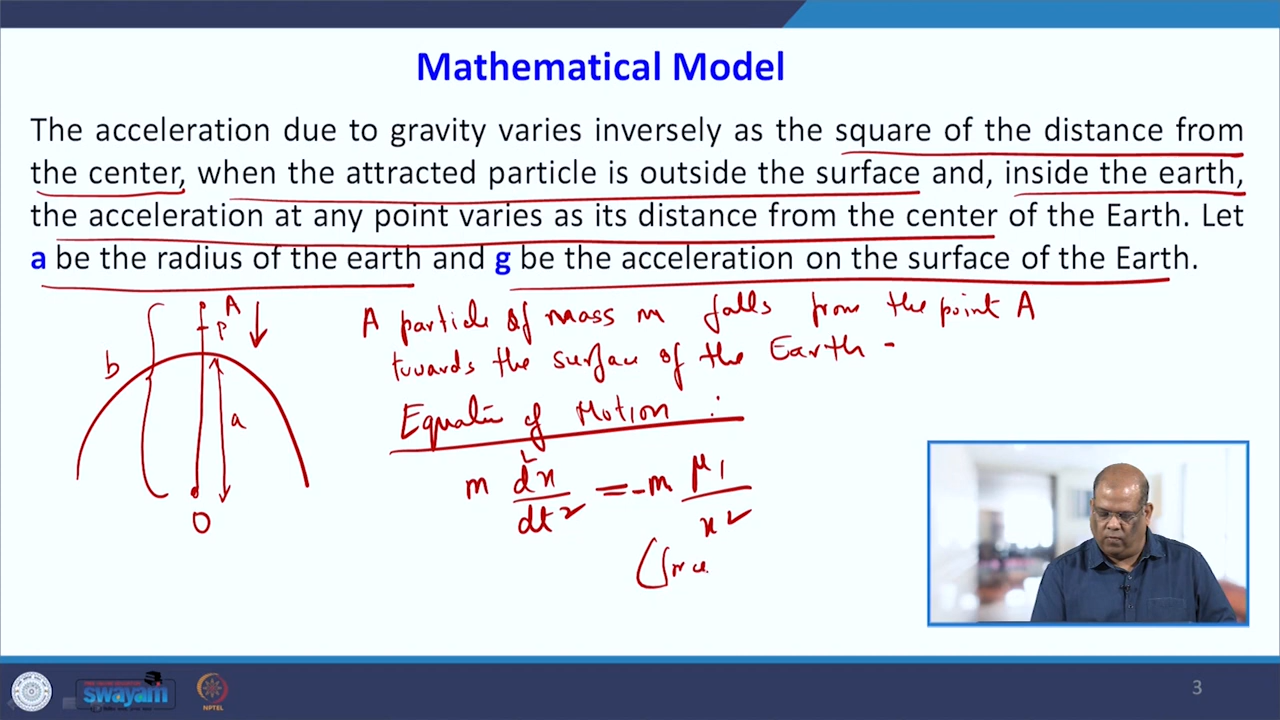 Mathematical Model
The acceleration due to gravity varies inversely as the square of the distance from
the center, when the attracted particle is outside the surface and, inside the earth,
the acceleration at any point varies as its distance from the center of the Earth. Let
a be the radius of the earth and g be the acceleration on the surface of the Earth.
A
P
b
a
O
A particle of mass m falls from the point A
towards the surface of the Earth -
Equation of Motion :
m d²x/dt² = -m μ₁/x²
swayam
NPTEL
3